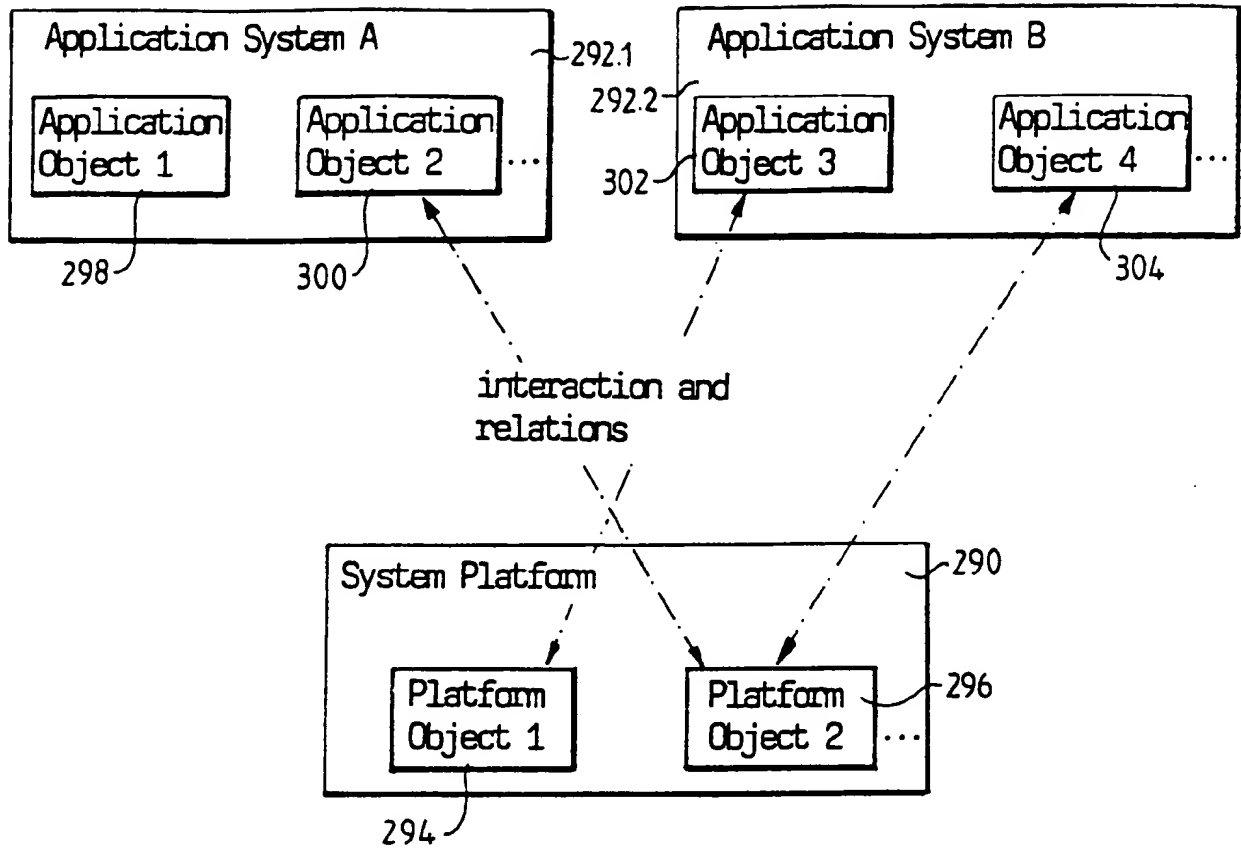 Application System A
292.1
Application
Object 1
Application
Object 2
...
298
300
Application System B
292.2
Application
Object 3
302
Application
Object 4
...
304
interaction and
relations
System Platform
290
Platform
Object 1
Platform
Object 2
...
296
294